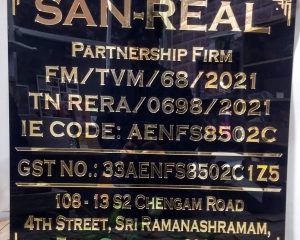 SAN-REAL
PARTNERSHIP FIRM
FM/TVM/68/2021
TN RERA/0698/2021
IE CODE: AENFS8502C
GST NO.: 33AENFS8502C1Z5
108 - 13 S2 CHENGAM ROAD
4TH STREET, SRI RAMANASHRAMAM,